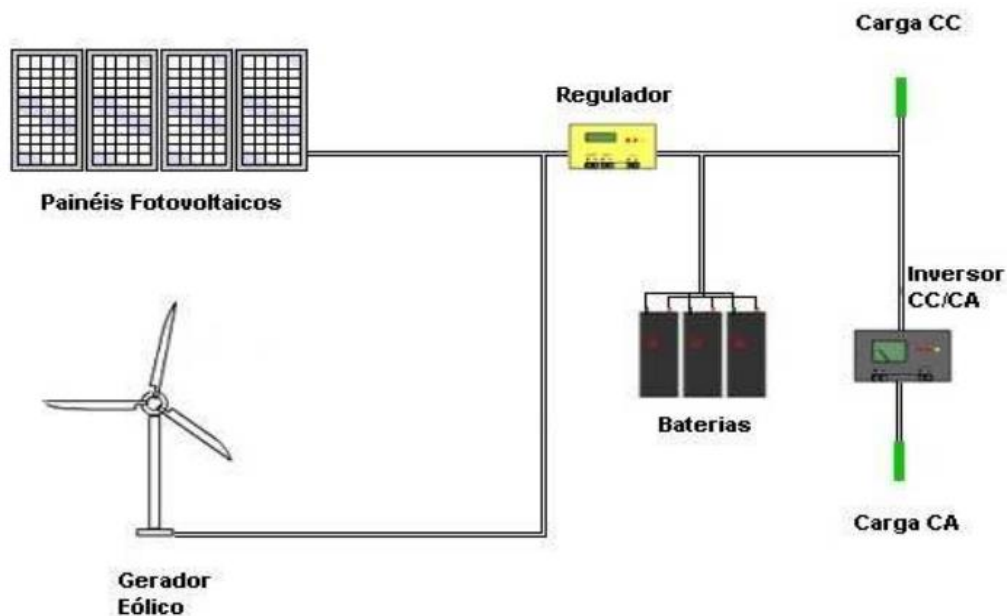 Carga CC
Regulador
Painéis Fotovoltaicos
Inversor
CC/CA
Baterias
Carga CA
Gerador
Eólico